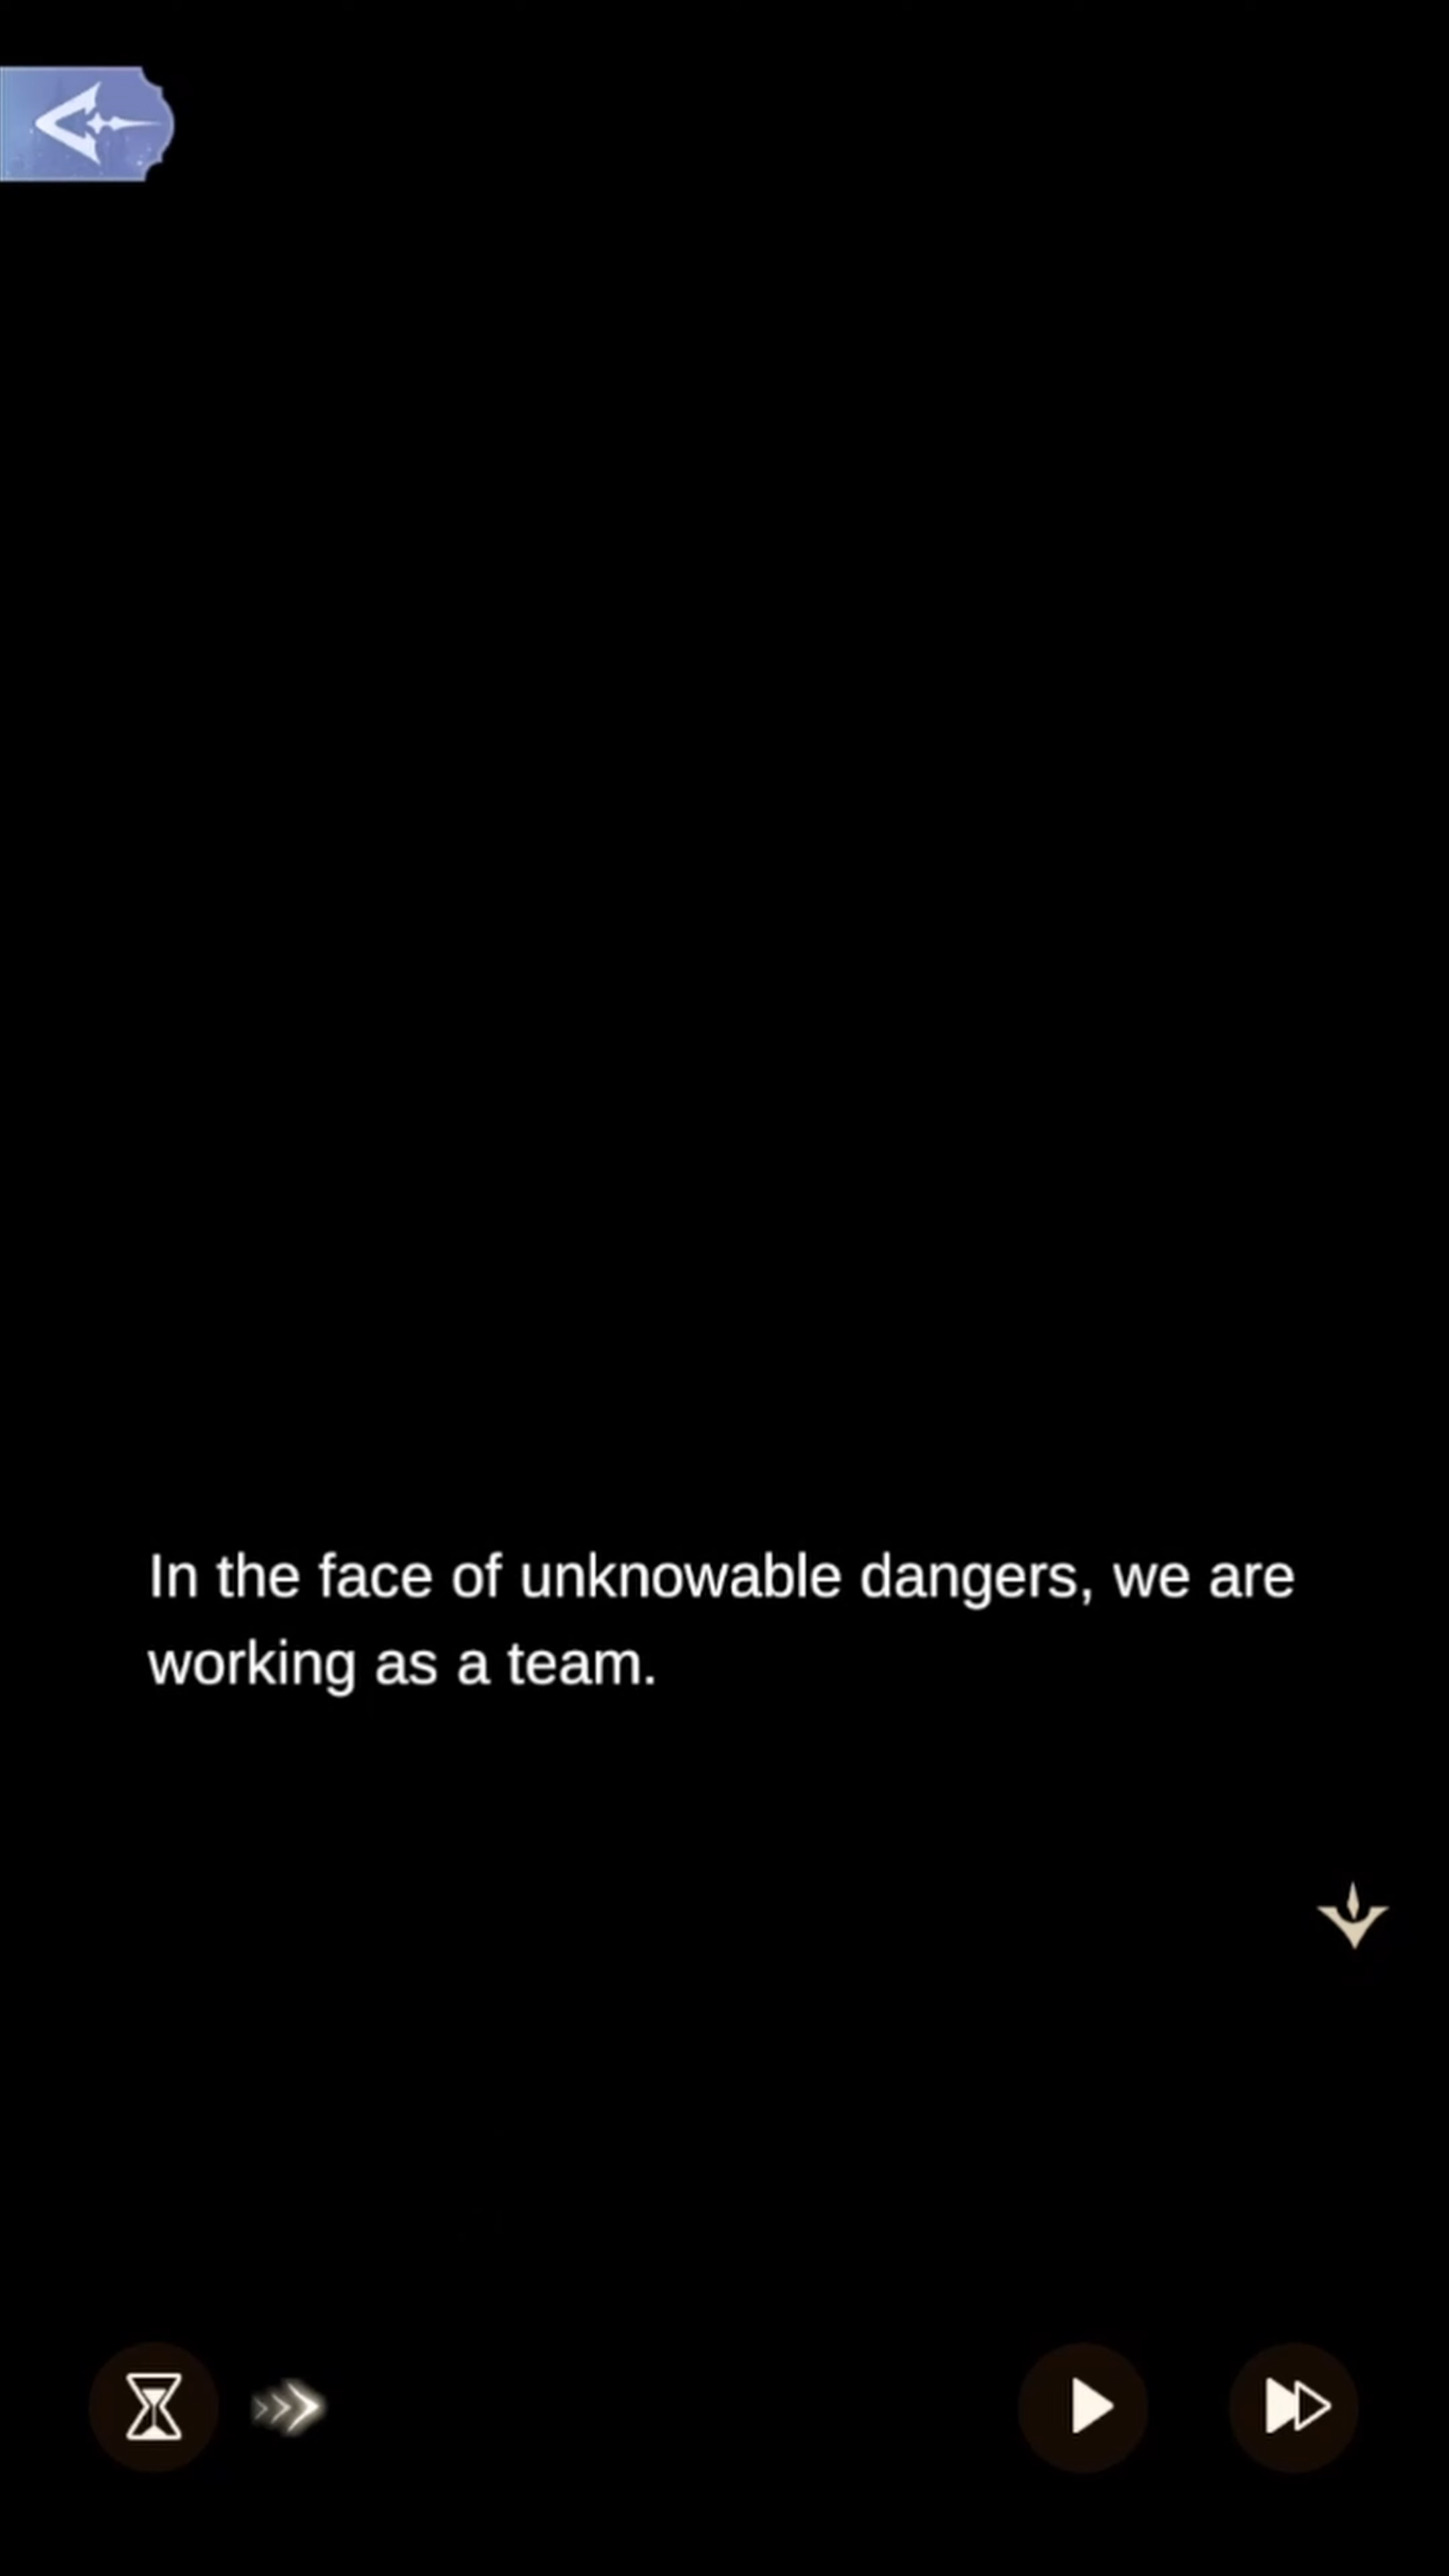 In the face of unknowable dangers, we are
working as a team.